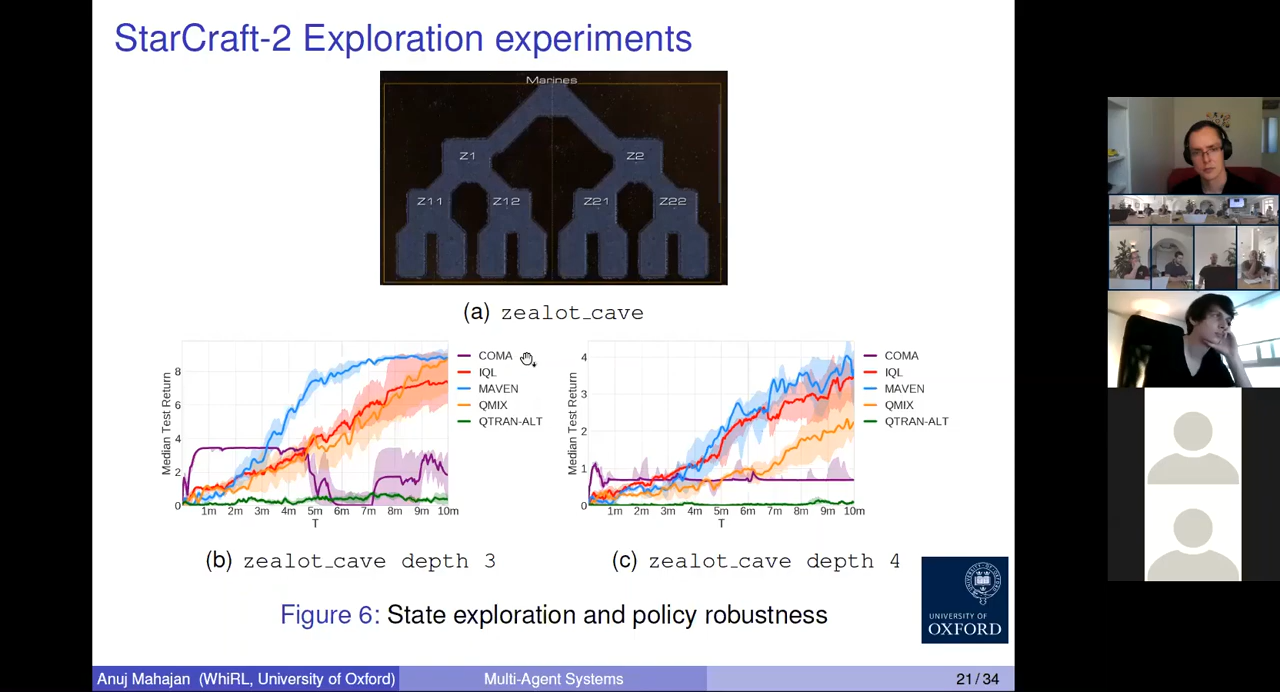 StarCraft-2 Exploration experiments
Marines
Z1
Z2
Z11
Z12
Z21
Z22
(a) zealot_cave
Median Test Return
8
6
4
2
0
1m 2m 3m 4m 5m 6m 7m 8m 9m 10m
T
COMA
IQL
MAVEN
QMIX
QTRAN-ALT
Median Test Return
4
3
2
1
0
1m 2m 3m 4m 5m 6m 7m 8m 9m 10m
T
COMA
IQL
MAVEN
QMIX
QTRAN-ALT
(b) zealot_cave depth 3
(c) zealot_cave depth 4
Figure 6: State exploration and policy robustness
UNIVERSITY OF
OXFORD
Anuj Mahajan (WhiRL, University of Oxford)
Multi-Agent Systems
21 / 34